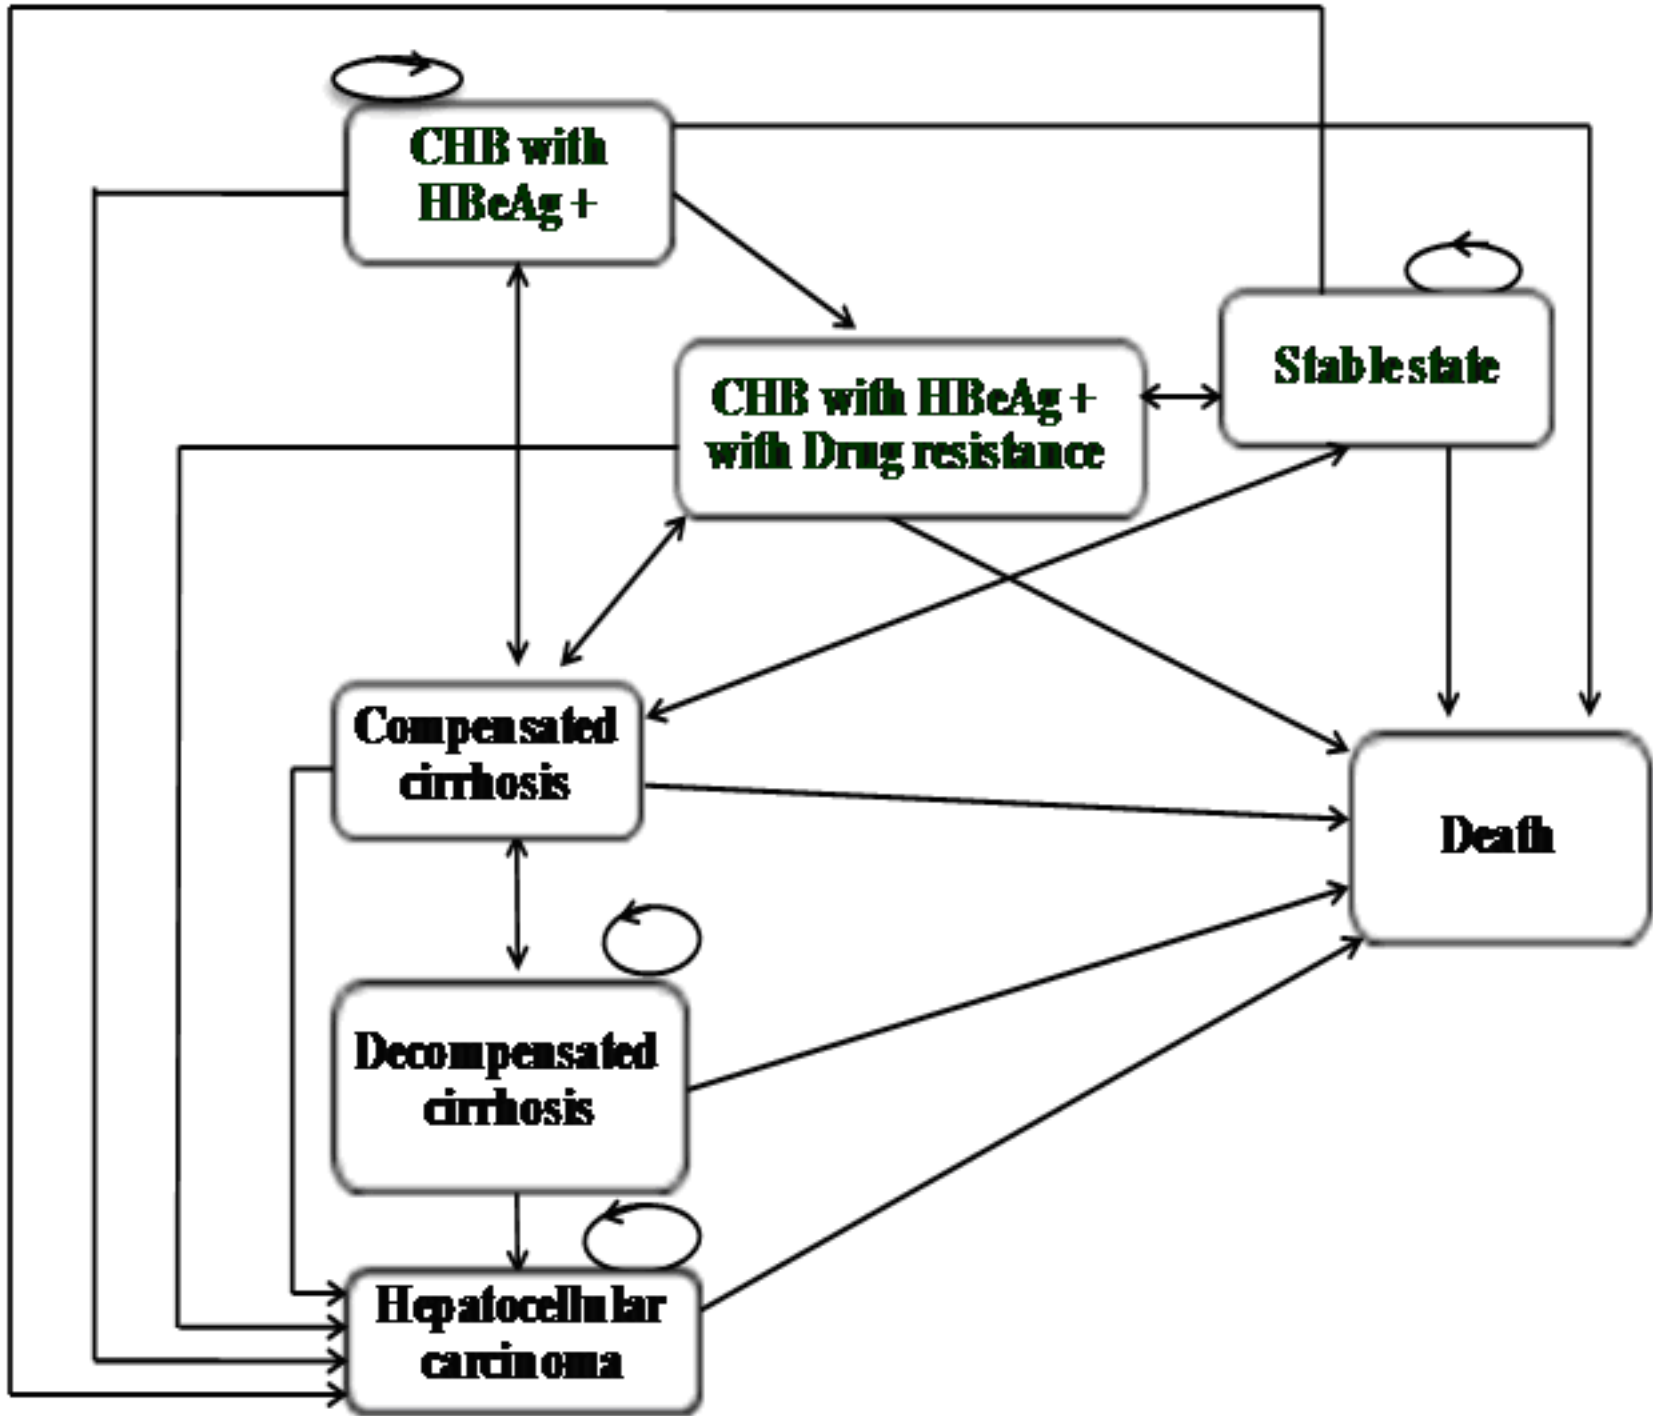 CHB with
HBeAg +
Stable state
CHB with HBeAg +
with Drug resistance
Compensated
cirrhosis
Death
Decompensated
cirrhosis
Hepatocellular
carcinoma